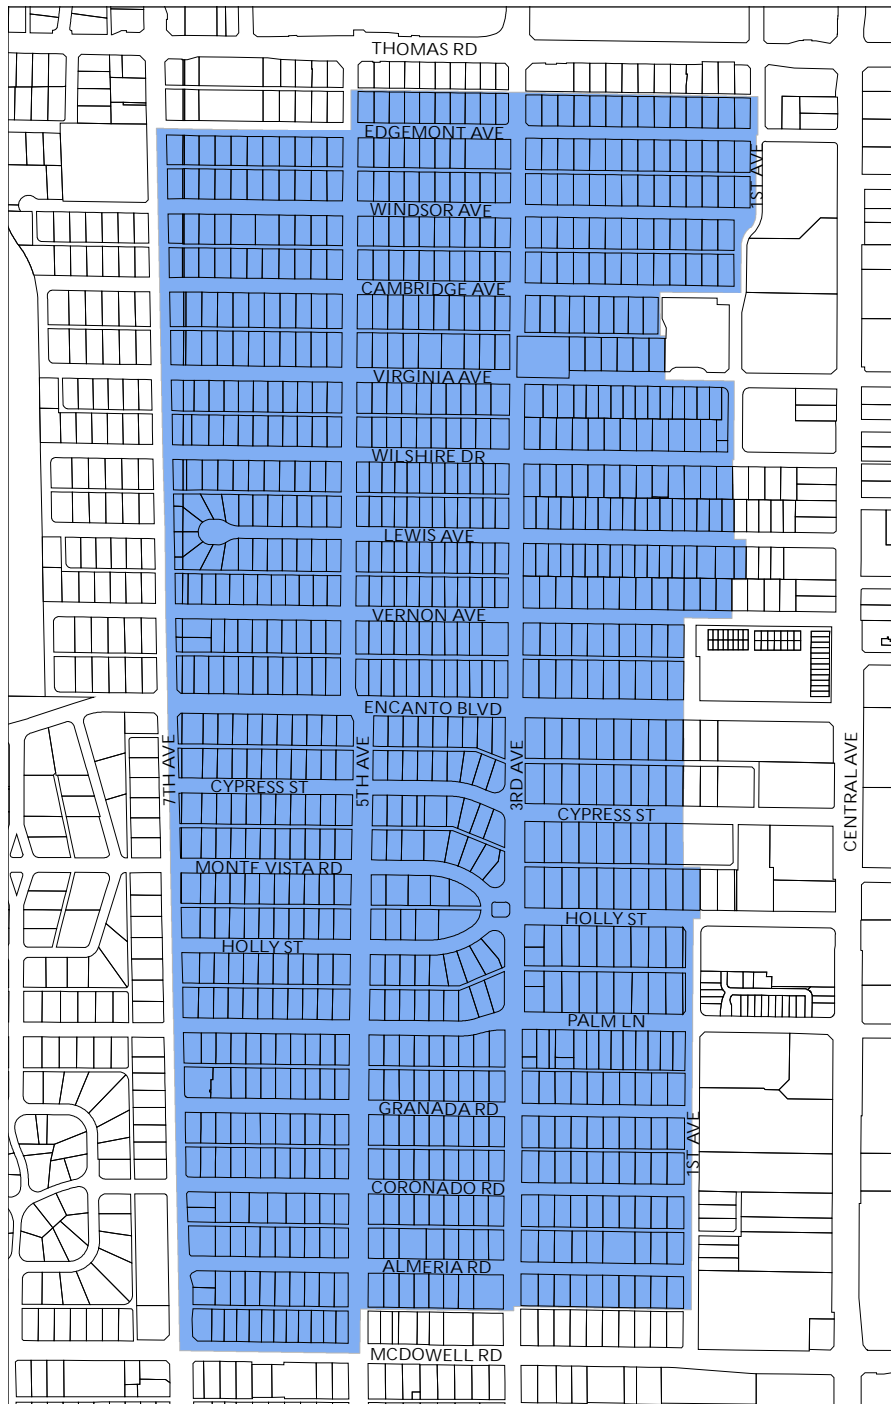 THOMAS RD
EDGEMONT AVE
1ST AVE
WINDSOR AVE
CAMBRIDGE AVE
VIRGINIA AVE
WILSHIRE DR
LEWIS AVE
VERNON AVE
ENCANTO BLVD
7TH AVE
5TH AVE
3RD AVE
CENTRAL AVE
CYPRESS ST
CYPRESS ST
MONTE VISTA RD
HOLLY ST
HOLLY ST
PALM LN
GRANADA RD
1ST AVE
CORONADO RD
ALMERIA RD
MCDOWELL RD